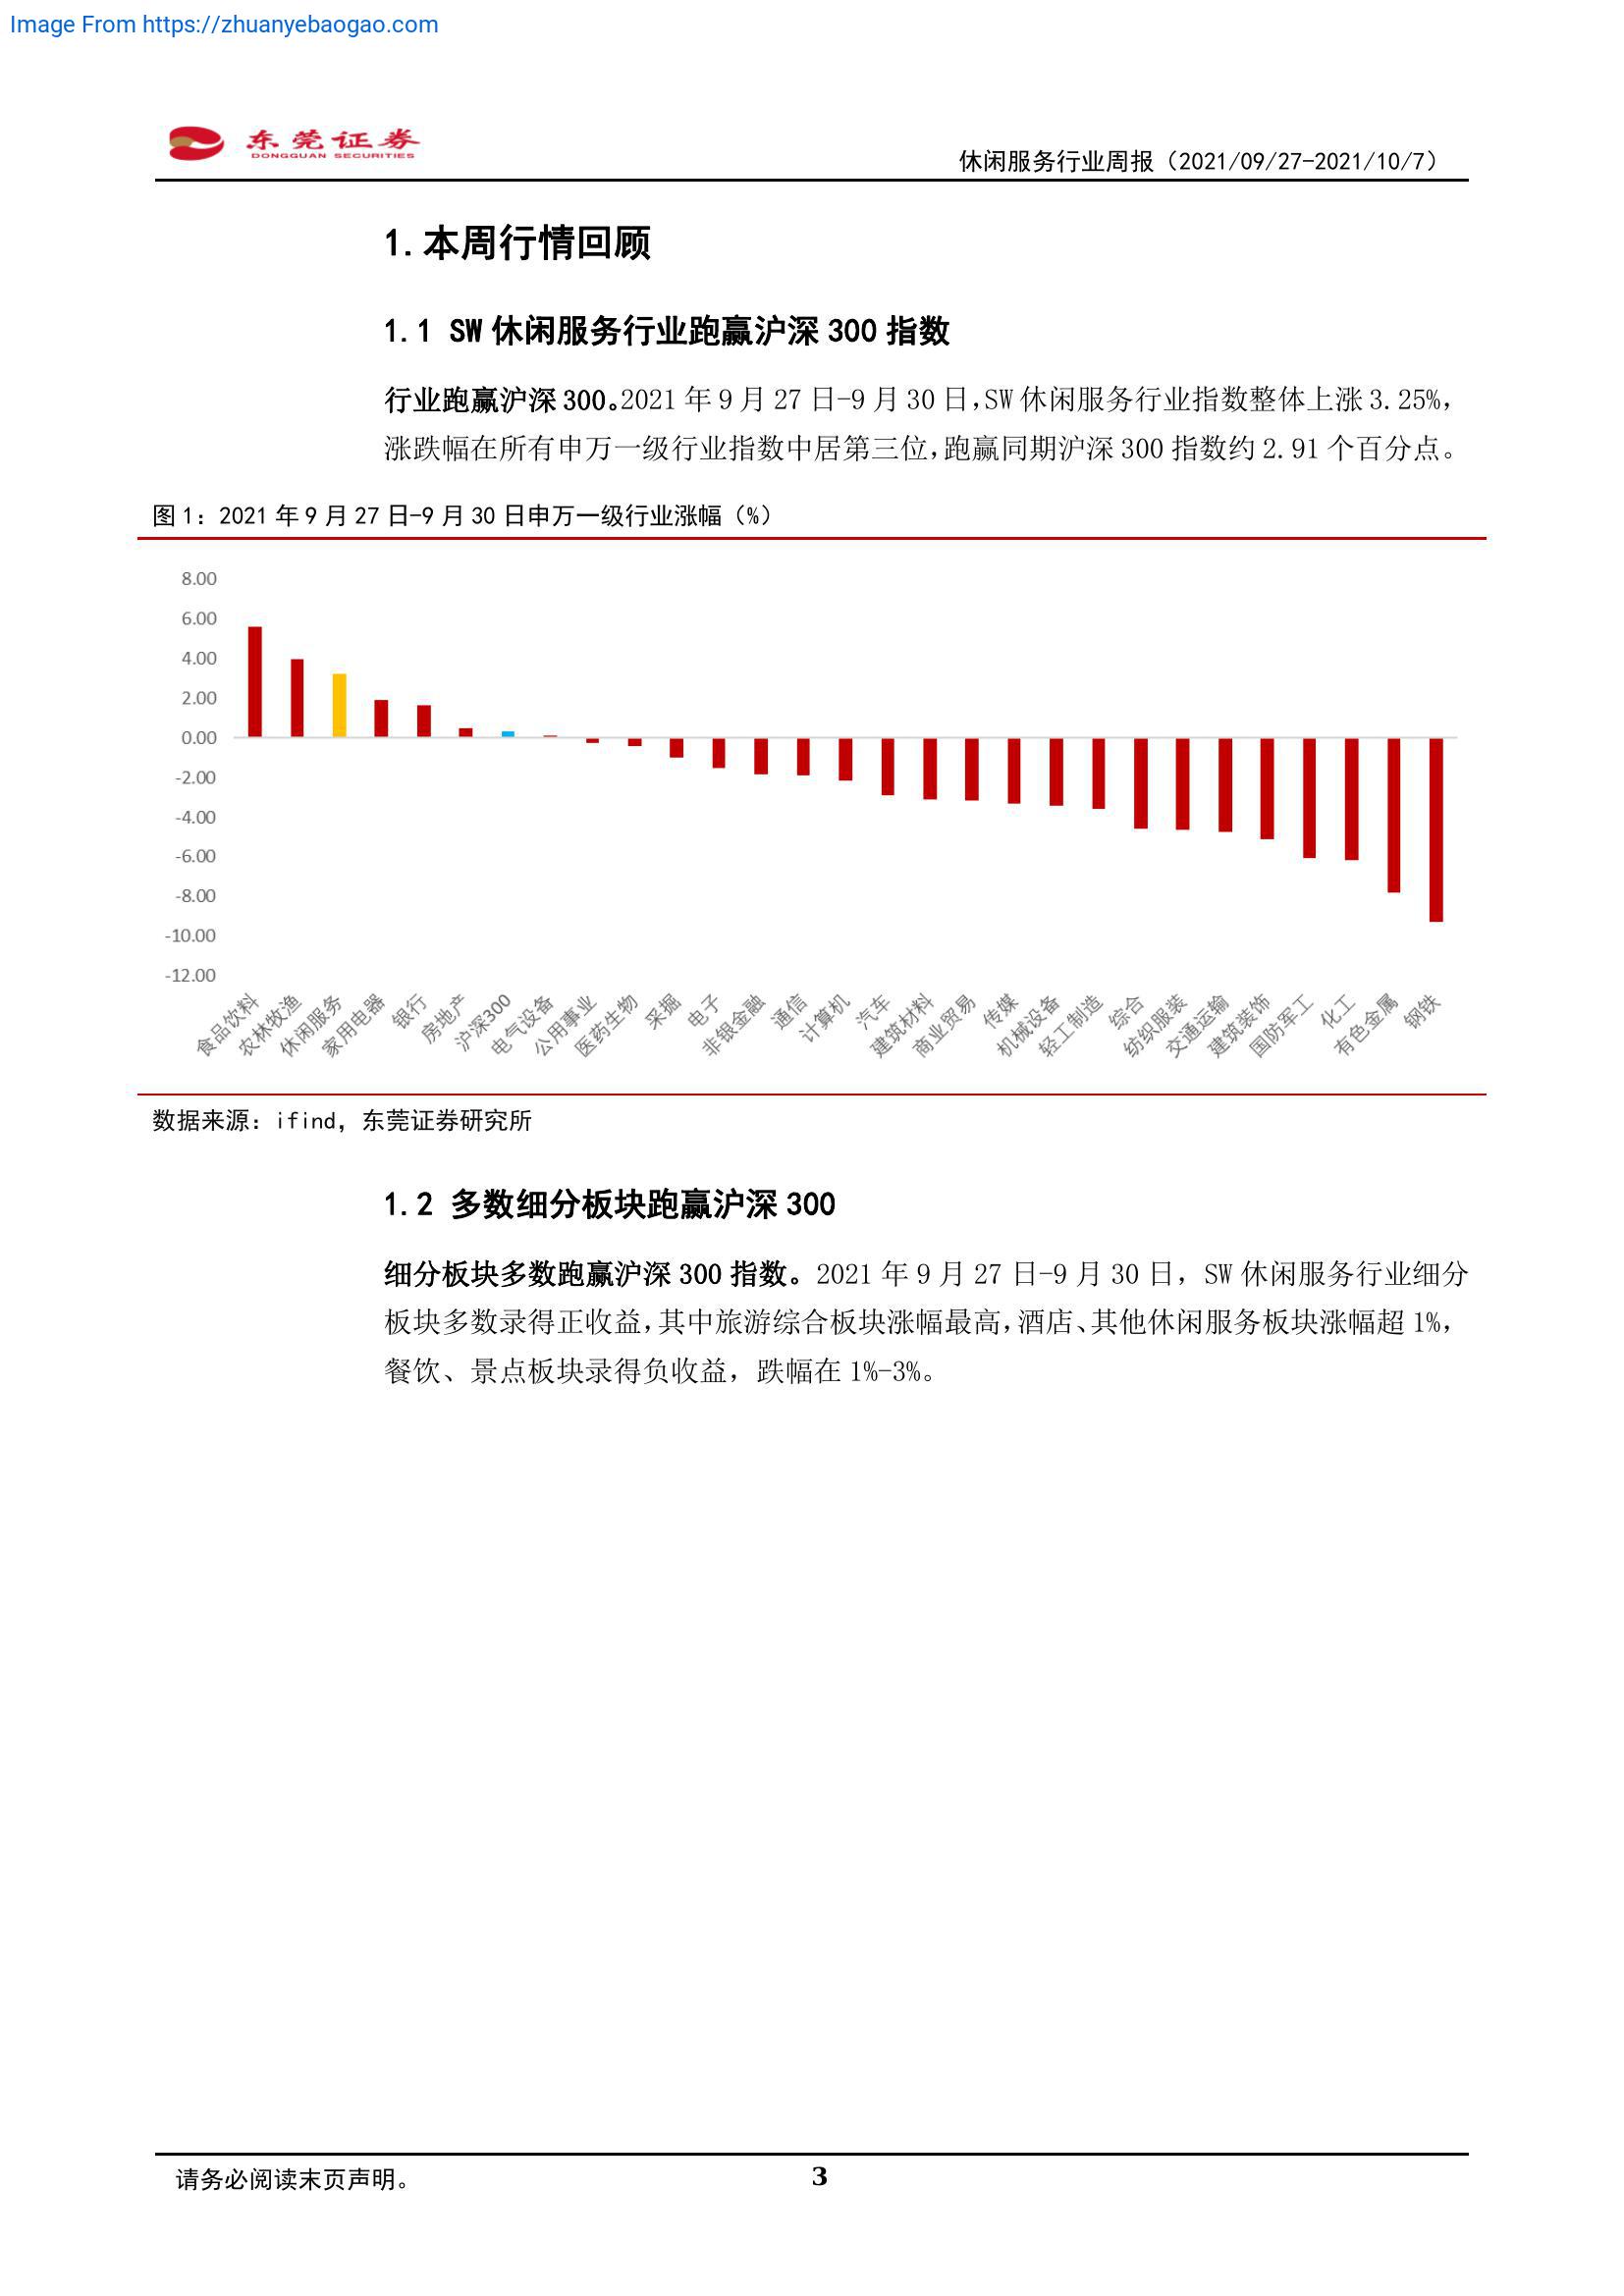 Image From https://zhuanyebaogao.com
东莞证券
DONGGUAN SECURITIES
休闲服务行业周报（2021/09/27-2021/10/7）
1.本周行情回顾
1.1 SW 休闲服务行业跑赢沪深 300 指数
行业跑赢沪深 300。2021 年 9 月 27 日-9 月 30 日，SW 休闲服务行业指数整体上涨 3.25%，
涨跌幅在所有申万一级行业指数中居第三位，跑赢同期沪深 300 指数约 2.91 个百分点。
图 1：2021 年 9 月 27 日-9 月 30 日申万一级行业涨幅（%）
8.00
6.00
4.00
2.00
0.00
-2.00
-4.00
-6.00
-8.00
-10.00
-12.00
食品饮料
农林牧渔
休闲服务
家用电器
银行
房地产
沪深300
电气设备
公用事业
医药生物
采掘
电子
非银金融
通信
计算机
汽车
建筑材料
商业贸易
传媒
机械设备
轻工制造
综合
纺织服装
交通运输
建筑装饰
国防军工
化工
有色金属
钢铁
数据来源：ifind，东莞证券研究所
1.2 多数细分板块跑赢沪深 300
细分板块多数跑赢沪深 300 指数。2021 年 9 月 27 日-9 月 30 日，SW 休闲服务行业细分
板块多数录得正收益，其中旅游综合板块涨幅最高，酒店、其他休闲服务板块涨幅超 1%，
餐饮、景点板块录得负收益，跌幅在 1%-3%。
请务必阅读末页声明。
3